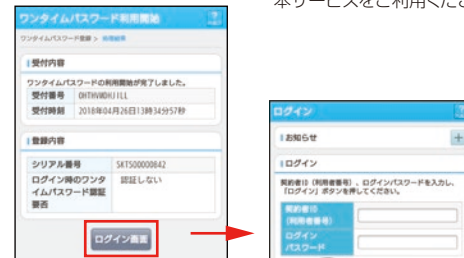 本サービスをご利用くだ
ワンタイムパスワード利用開始
ワンタイムパスワード登録 > 処理結果
受付内容
ワンタイムパスワードの利用開始が完了しました。
受付番号
受付時刻 2018年04月26日13時34分57秒
登録内容
シリアル番号 SKTS00000842
ログイン時のワンタ 認証しない
イムパスワード認証
要否
ログイン画面
ログイン
お知らせ
+
ログイン
契約者ID（利用者番号）、ログインパスワードを入力し、
「ログイン」ボタンを押してください。
契約者ID
(利用者番号)
ログイン
パスワード